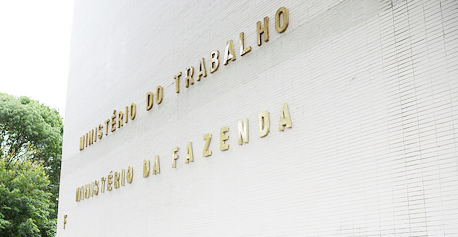 MINISTÉRIO DO TRABALHO
MINISTÉRIO DA FAZENDA
F